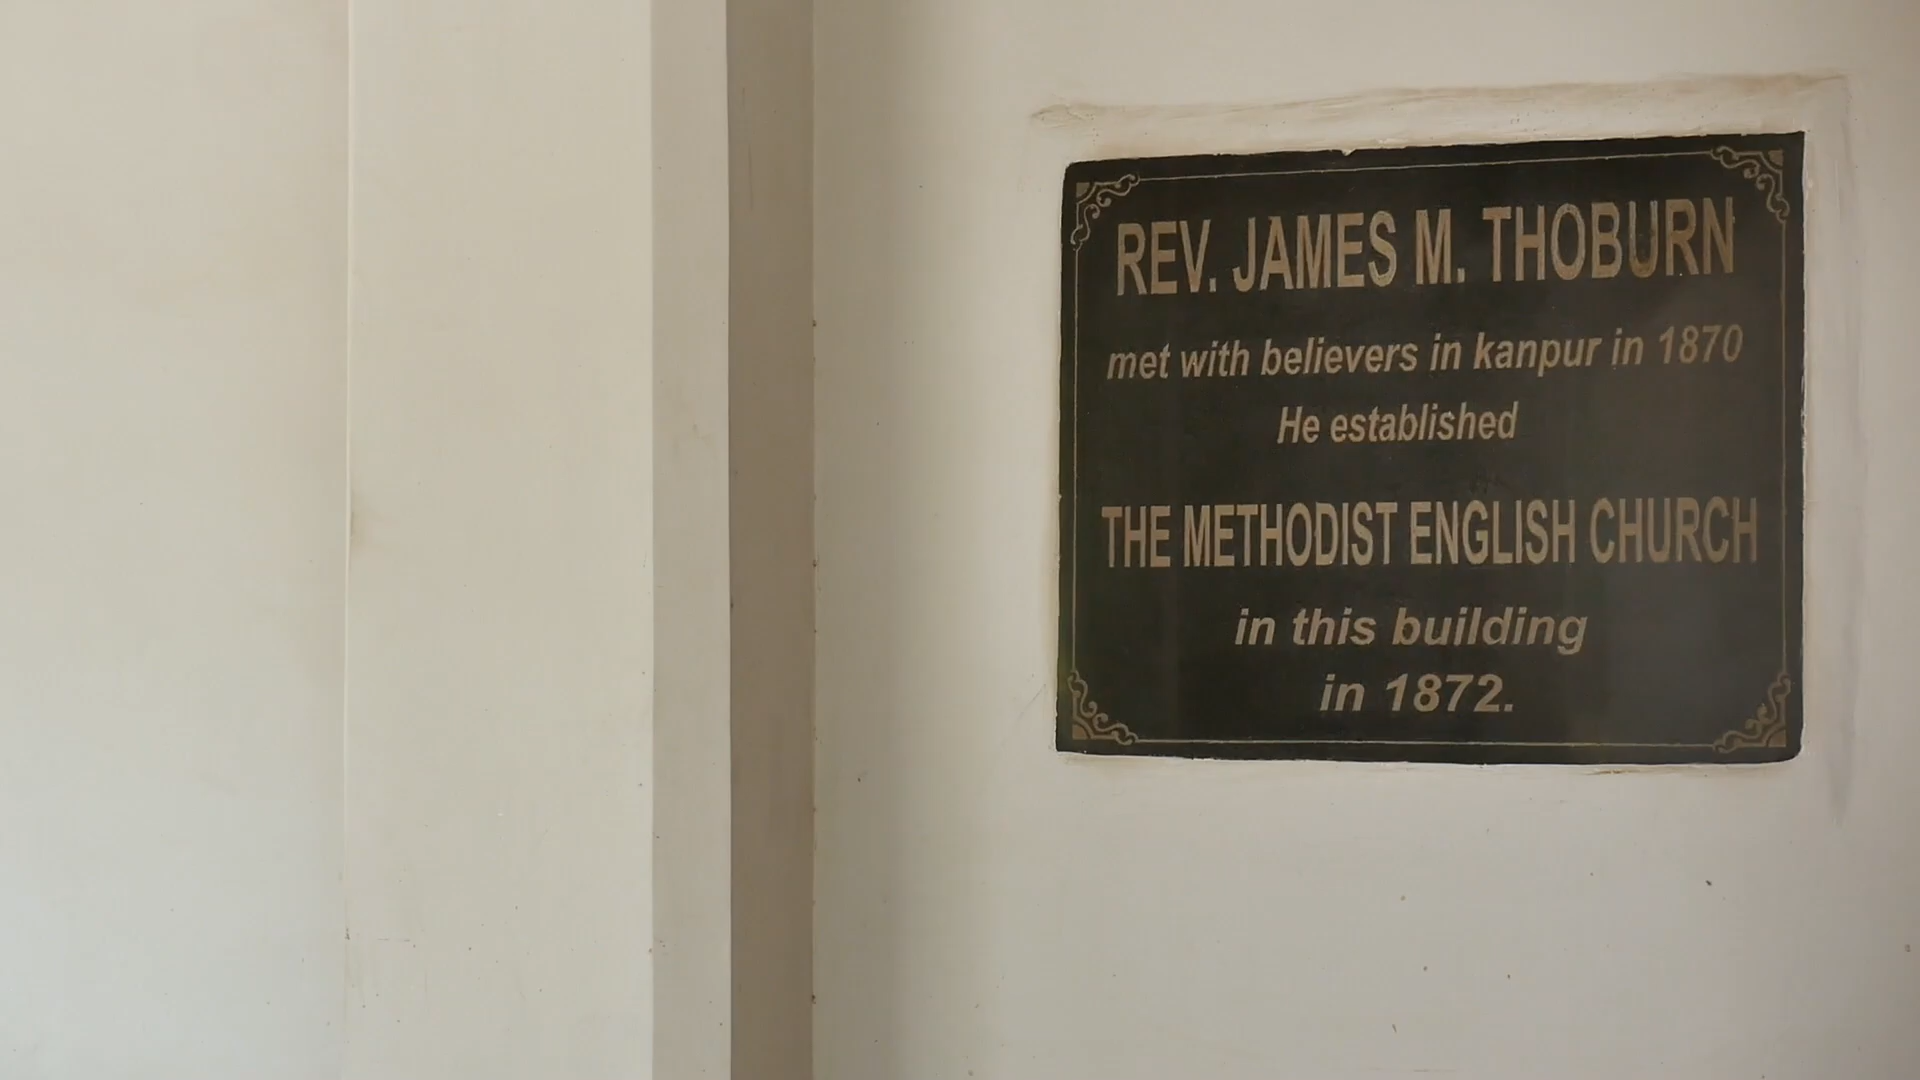 REV. JAMES M. THOBURN
met with believers in kanpur in 1870
He established
THE METHODIST ENGLISH CHURCH
in this building
in 1872.